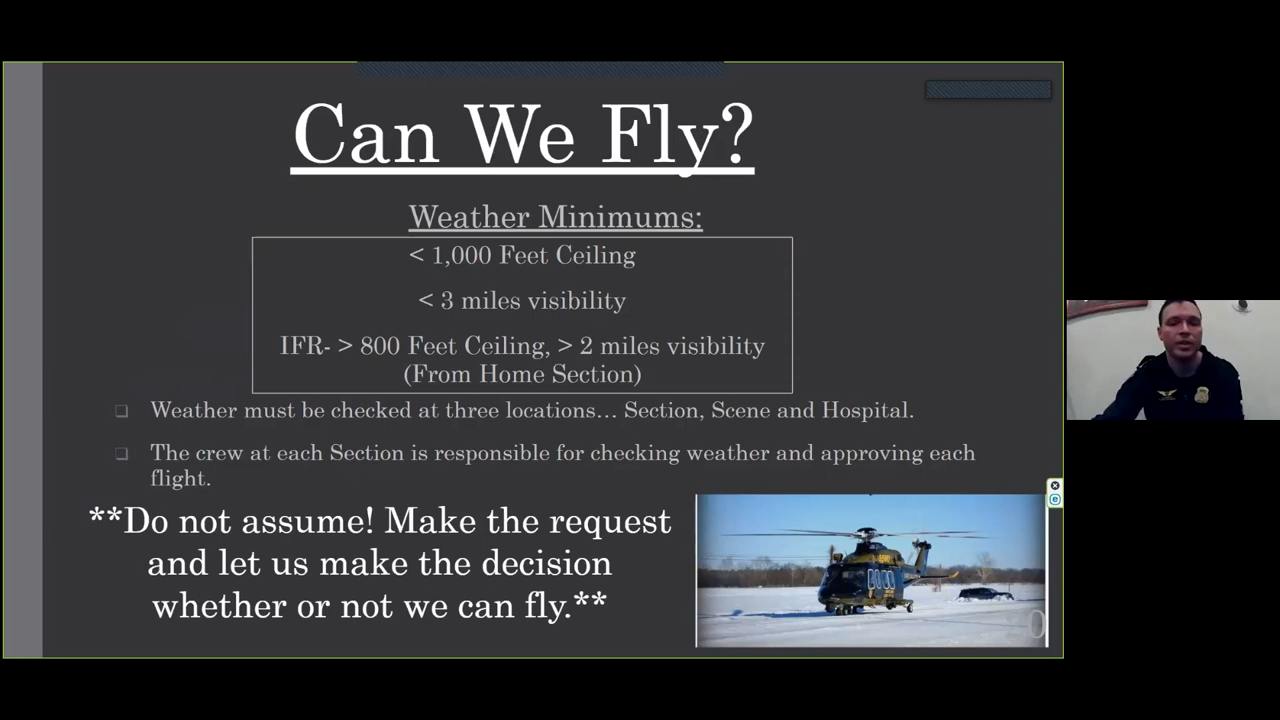 Can We Fly?
Weather Minimums:
< 1,000 Feet Ceiling
< 3 miles visibility
IFR- > 800 Feet Ceiling, > 2 miles visibility
(From Home Section)
❑ Weather must be checked at three locations… Section, Scene and Hospital.
❑ The crew at each Section is responsible for checking weather and approving each
flight.
**Do not assume! Make the request
and let us make the decision
whether or not we can fly.**